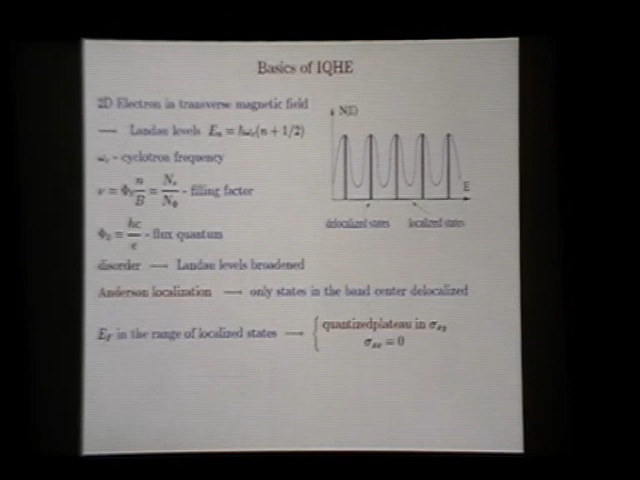 Basics of IQHE
2D Electron in transverse magnetic field
⟶ Landau levels E_n = ℏω_c(n + 1/2)
ω_c - cyclotron frequency
ν = Φ_0 n/B = N_e/N_Φ - filling factor
Φ_0 = hc/e - flux quantum
N(E)
E
delocalized states localized states
disorder ⟶ Landau levels broadened
Anderson localization ⟶ only states in the band center delocalized
E_F in the range of localized states ⟶ { quantizedplateau in σ_xy
σ_xx = 0